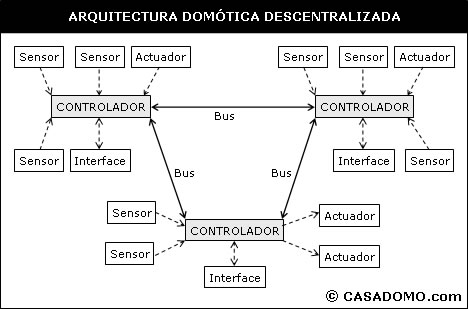 ARQUITECTURA DOMÓTICA DESCENTRALIZADA
Sensor Sensor Actuador Sensor Sensor Actuador
CONTROLADOR CONTROLADOR
Bus
Sensor Interface Interface Sensor
Bus Bus
Sensor Actuador
CONTROLADOR
Sensor Actuador
Interface
© CASADOMO.com